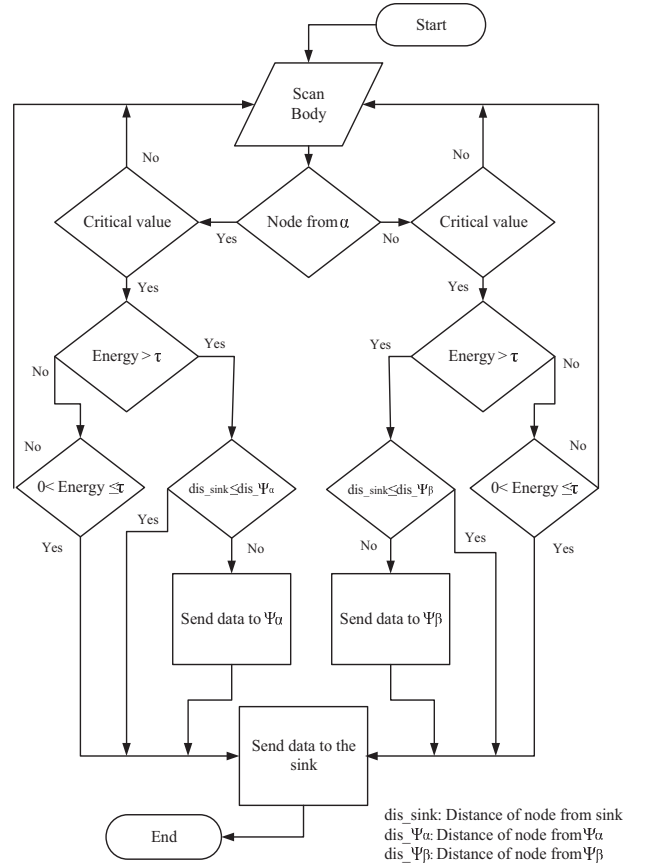 Start
Scan
Body
No
No
Critical value
Node from α
Critical value
Yes
No
Yes
Yes
Energy > τ
Yes
Yes
Energy > τ
No
No
No
No
0< Energy ≤τ
dis_sink≤dis_Ψα
dis_sink≤dis_Ψβ
0< Energy ≤τ
Yes
Yes
No
No
Yes
Yes
Send data to Ψα
Send data to Ψβ
Send data to the
sink
End
dis_sink: Distance of node from sink
dis_Ψα: Distance of node from Ψα
dis_Ψβ: Distance of node from Ψβ